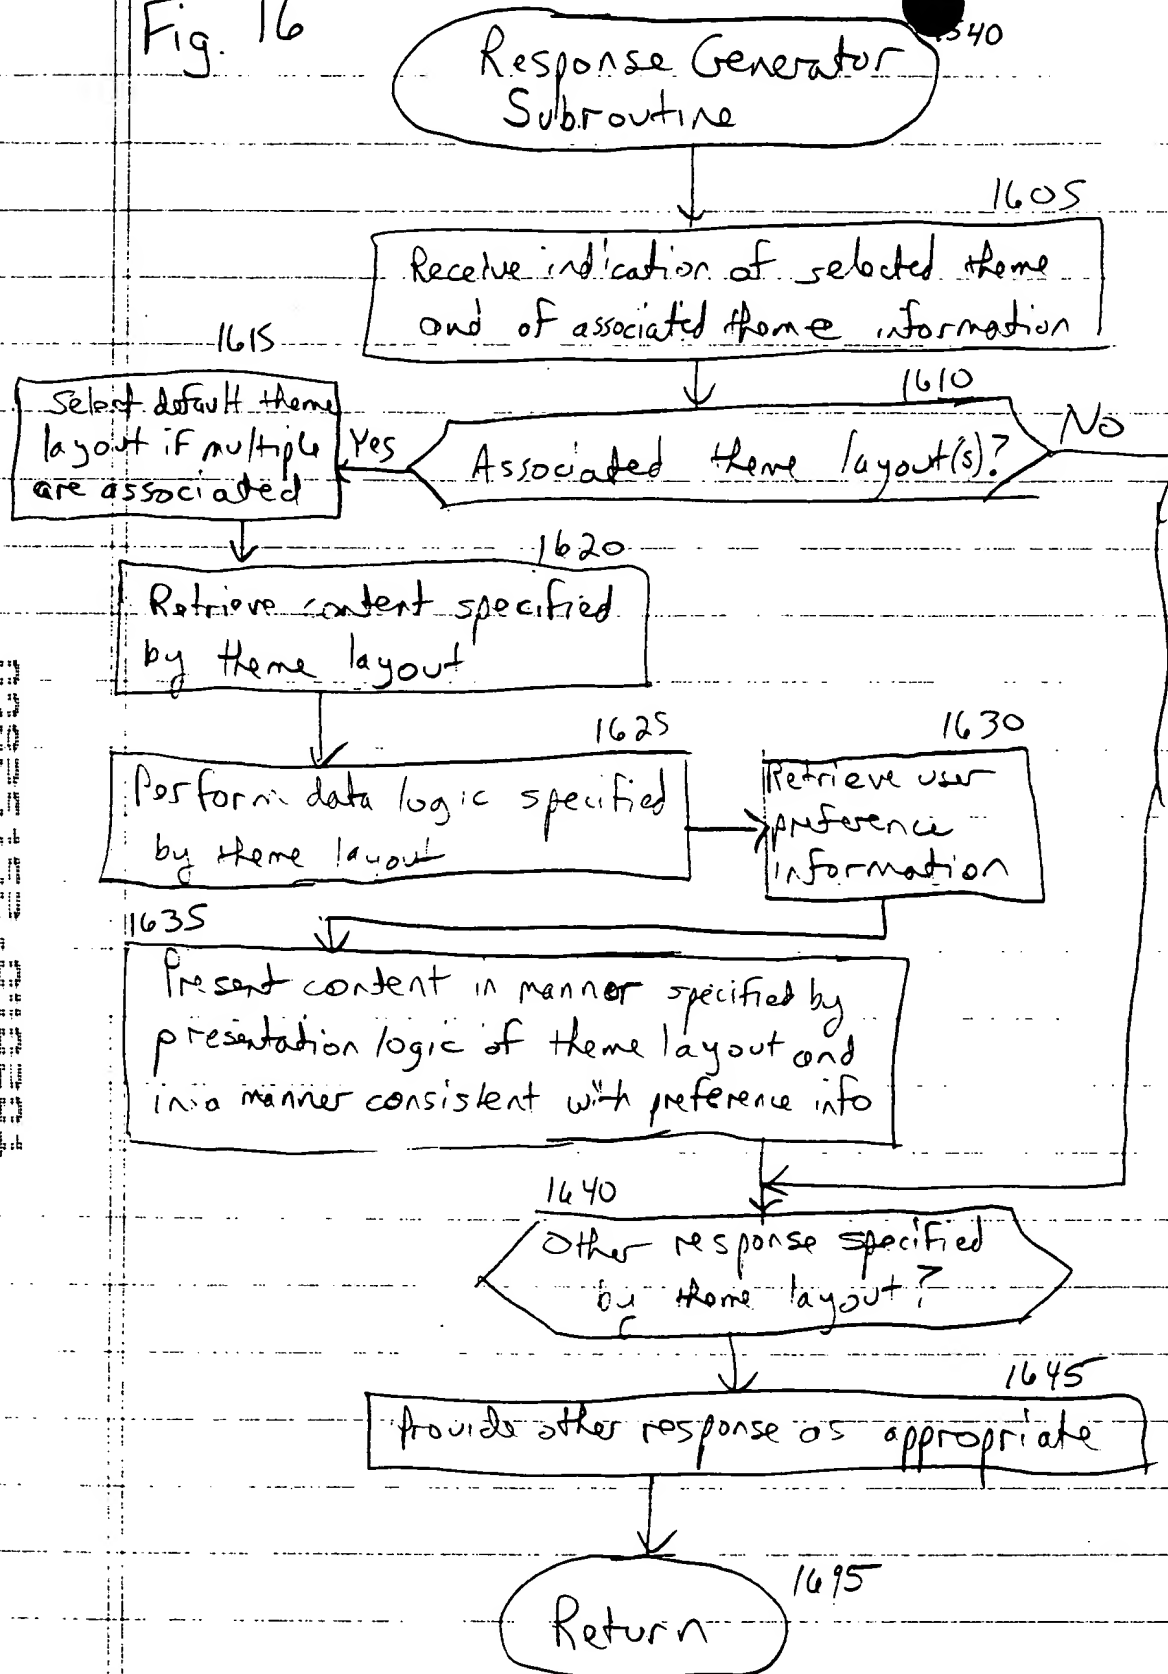 Fig. 16
Response Generator
Subroutine
1605
Receive indication of selected theme
and of associated theme information
1610
Associated theme layout(s)?
Yes
No
1615
Select default theme
layout if multiple
are associated
1620
Retrieve content specified
by theme layout
1625
Perform data logic specified
by theme layout
1630
Retrieve user
preference
information
1635
Present content in manner specified by
presentation logic of theme layout and
in a manner consistent with preference info
1640
Other response specified
by theme layout?
1645
Provide other response as appropriate
1695
Return